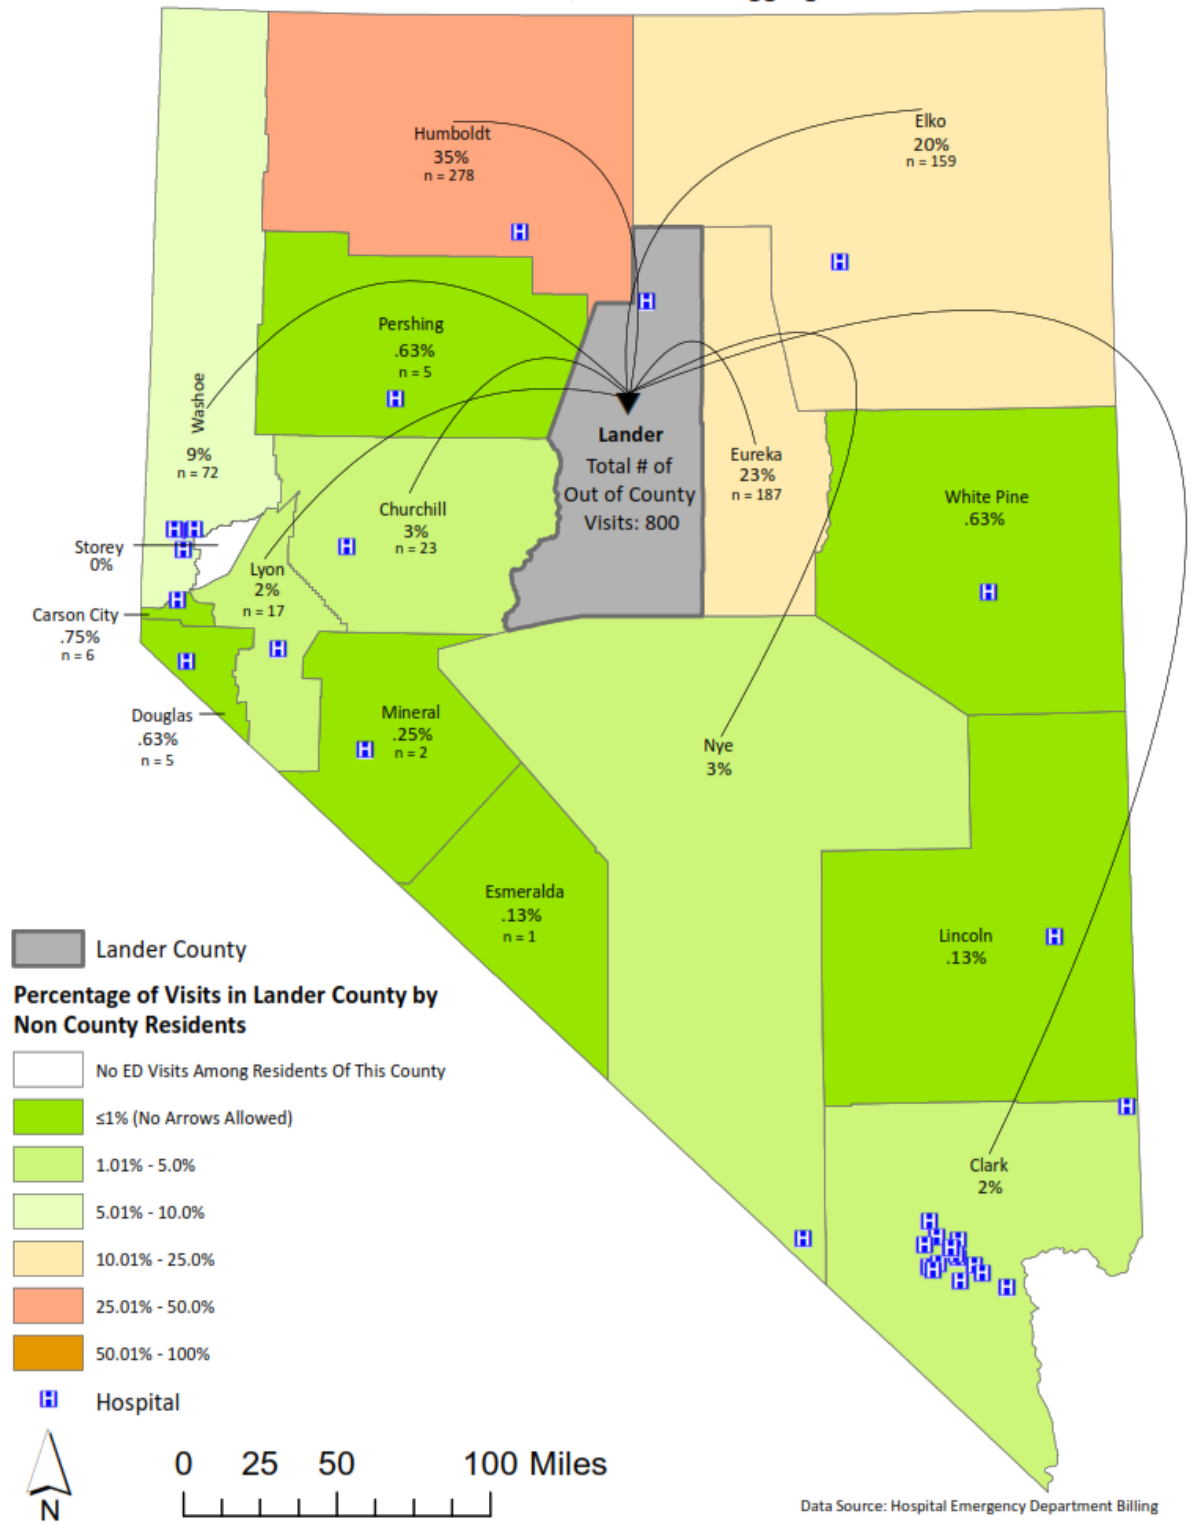 Humboldt
35%
n = 278
Elko
20%
n = 159
Pershing
.63%
n = 5
Washoe
9%
n = 72
Lander
Total # of
Out of County
Visits: 800
Eureka
23%
n = 187
White Pine
.63%
Churchill
3%
n = 23
Storey
0%
Lyon
2%
n = 17
Carson City
.75%
n = 6
Douglas
.63%
n = 5
Mineral
.25%
n = 2
Nye
3%
Esmeralda
.13%
n = 1
Lincoln
.13%
Clark
2%
Lander County
Percentage of Visits in Lander County by
Non County Residents
No ED Visits Among Residents Of This County
≤1% (No Arrows Allowed)
1.01% - 5.0%
5.01% - 10.0%
10.01% - 25.0%
25.01% - 50.0%
50.01% - 100%
H Hospital
0 25 50 100 Miles
N
Data Source: Hospital Emergency Department Billing